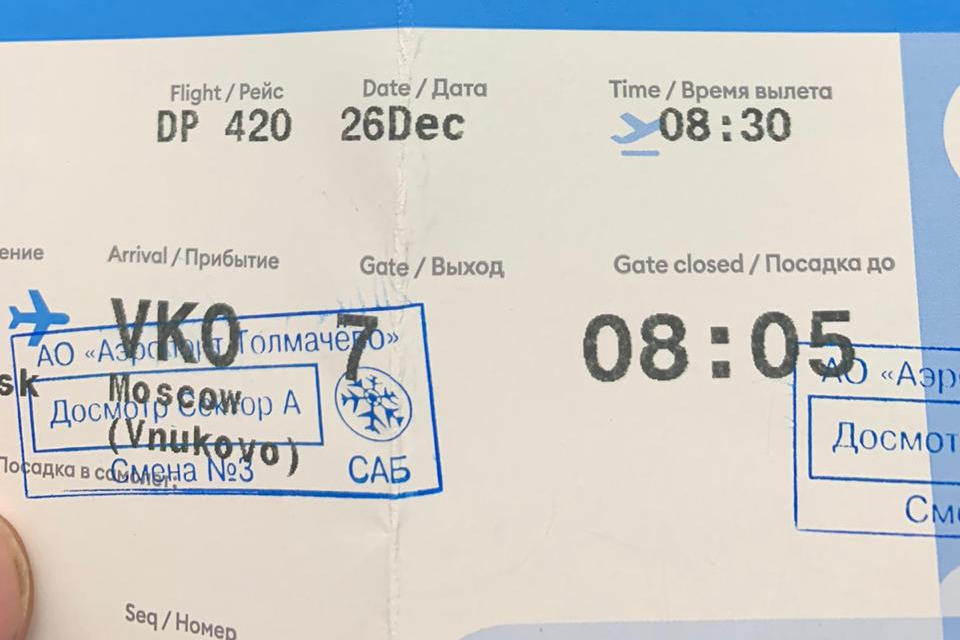 Flight / Рейс
Date / Дата
Time / Время вылета
DP 420
26Dec
08:30
ение
Arrival / Прибытие
Gate / Выход
Gate closed / Посадка до
VKO
7
08:05
АО «Аэропорт Толмачёво»
АО «Аэр
sk
Moscow
Досмотр Сектор А
Досмот
(Vnukovo)
Посадка в самолет:
Смена №3
САБ
См
Seq / Номер